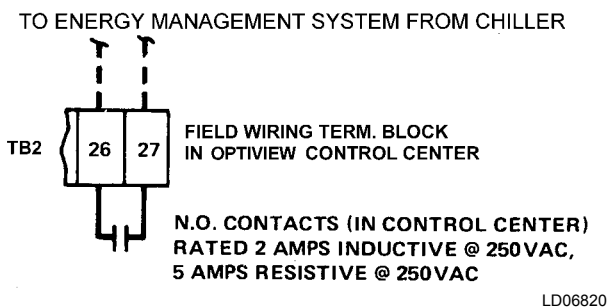 TO ENERGY MANAGEMENT SYSTEM FROM CHILLER
TB2
26
27
FIELD WIRING TERM. BLOCK
IN OPTIVIEW CONTROL CENTER
N.O. CONTACTS (IN CONTROL CENTER)
RATED 2 AMPS INDUCTIVE @ 250VAC,
5 AMPS RESISTIVE @ 250VAC
LD06820